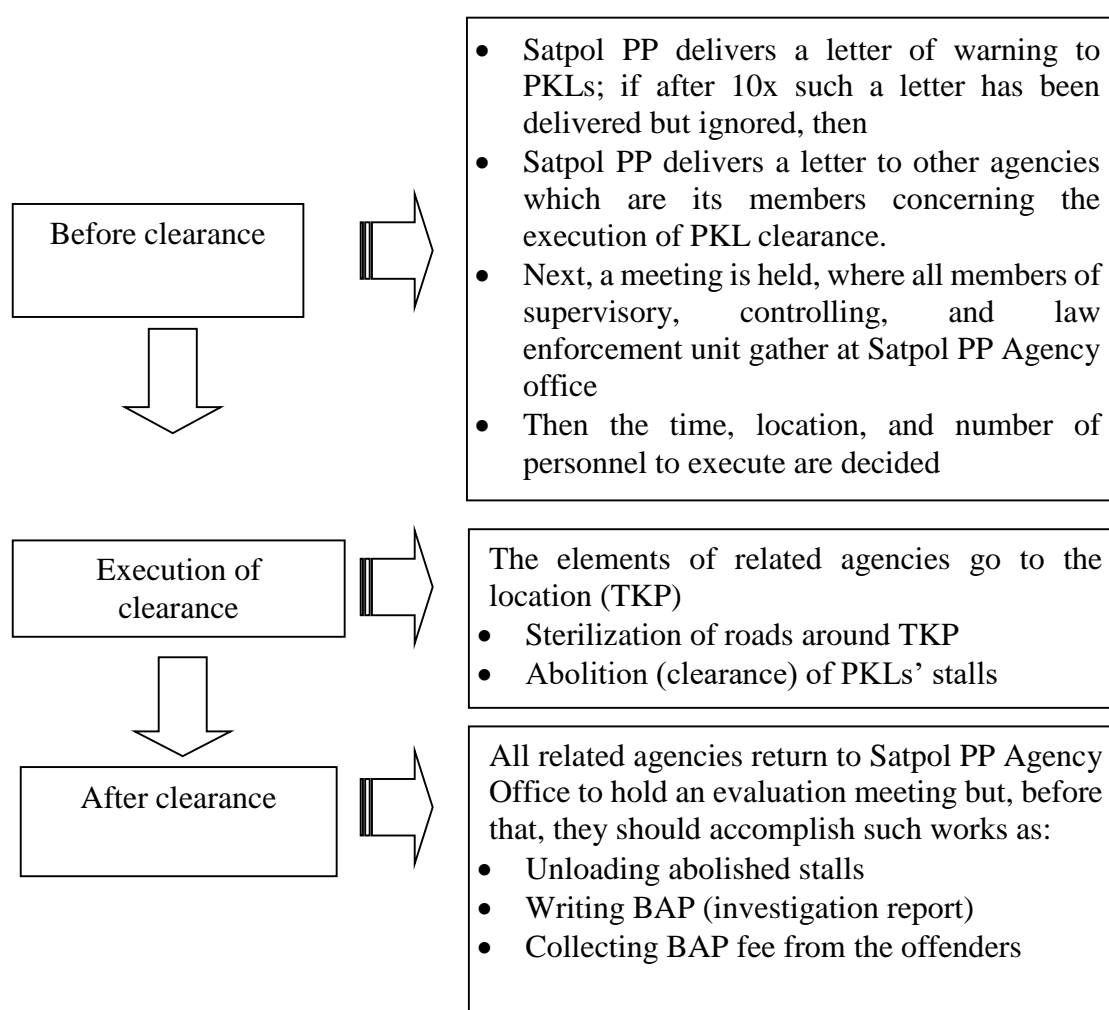 Before clearance
• Satpol PP delivers a letter of warning to
PKLs; if after 10x such a letter has been
delivered but ignored, then
• Satpol PP delivers a letter to other agencies
which are its members concerning the
execution of PKL clearance.
• Next, a meeting is held, where all members of
supervisory, controlling, and law
enforcement unit gather at Satpol PP Agency
office
• Then the time, location, and number of
personnel to execute are decided
Execution of
clearance
The elements of related agencies go to the
location (TKP)
• Sterilization of roads around TKP
• Abolition (clearance) of PKLs’ stalls
After clearance
All related agencies return to Satpol PP Agency
Office to hold an evaluation meeting but, before
that, they should accomplish such works as:
• Unloading abolished stalls
• Writing BAP (investigation report)
• Collecting BAP fee from the offenders